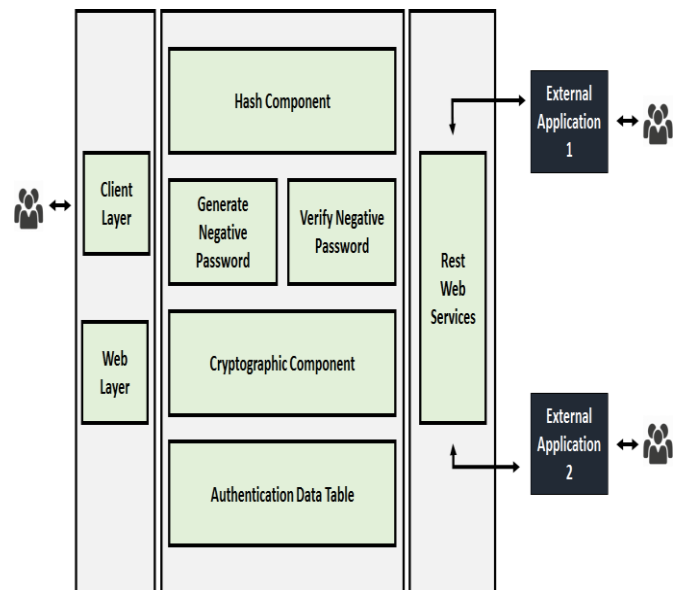 Hash Component
External
Application
1
Client
Layer
Generate
Negative
Password
Verify Negative
Password
Rest
Web
Services
Web
Layer
Cryptographic Component
External
Application
2
Authentication Data Table